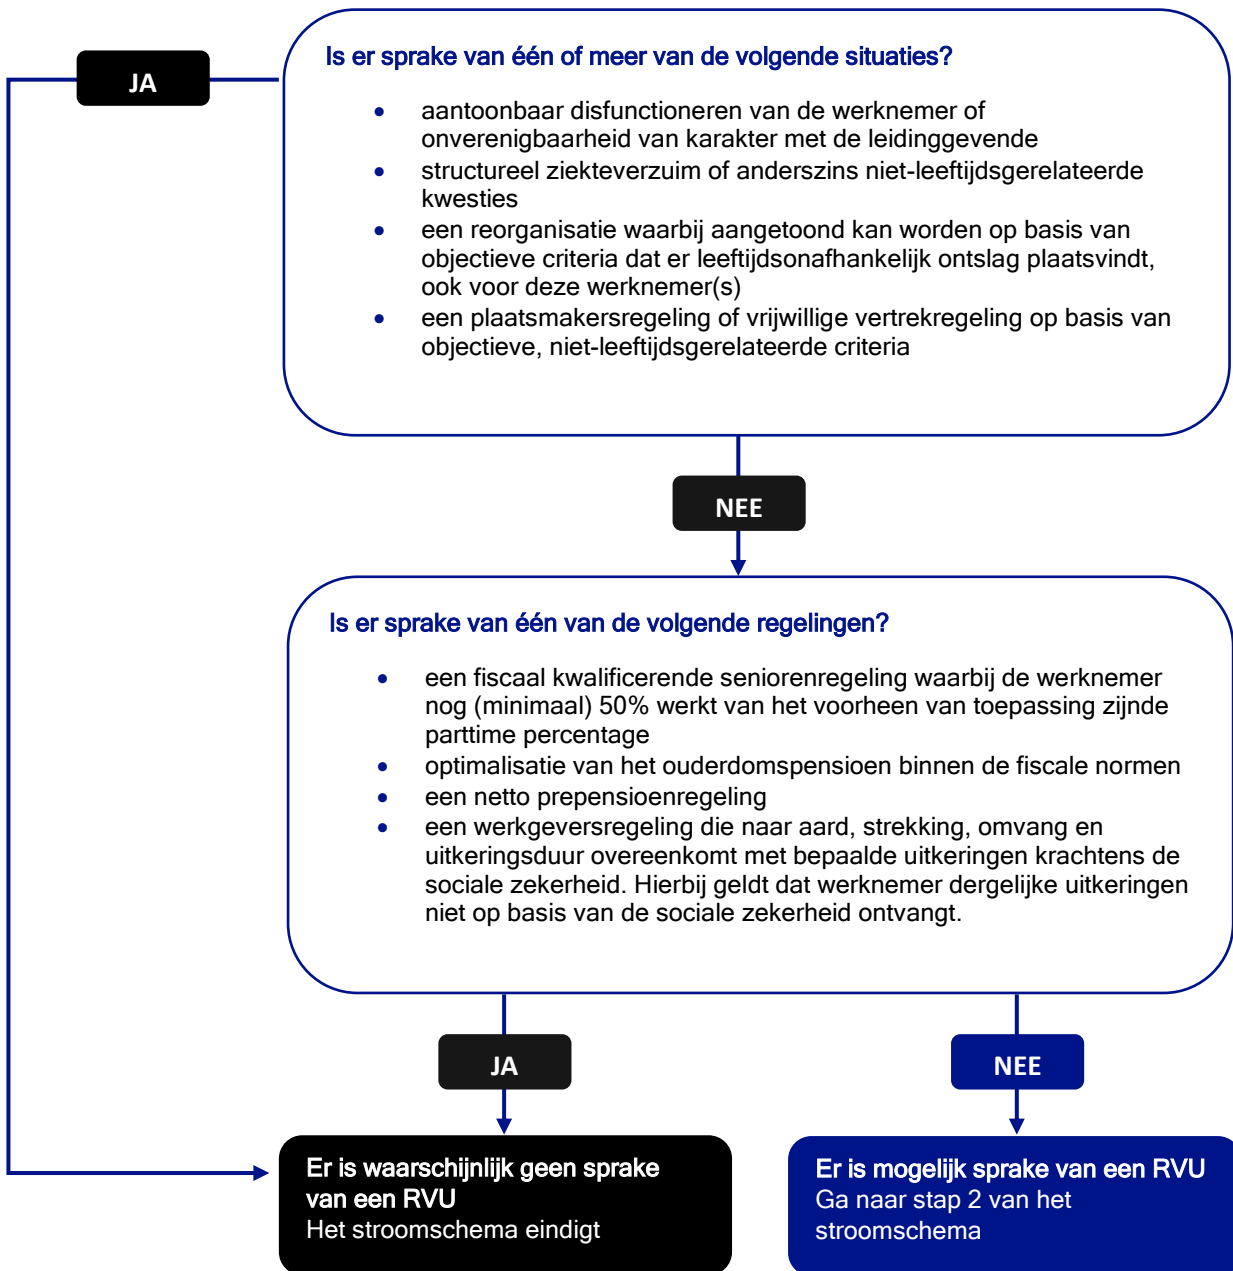 JA
Is er sprake van één of meer van de volgende situaties?
• aantoonbaar disfunctioneren van de werknemer of
onverenigbaarheid van karakter met de leidinggevende
• structureel ziekteverzuim of anderszins niet-leeftijdsgerelateerde
kwesties
• een reorganisatie waarbij aangetoond kan worden op basis van
objectieve criteria dat er leeftijdsonafhankelijk ontslag plaatsvindt,
ook voor deze werknemer(s)
• een plaatsmakersregeling of vrijwillige vertrekregeling op basis van
objectieve, niet-leeftijdsgerelateerde criteria
NEE
Is er sprake van één van de volgende regelingen?
• een fiscaal kwalificerende seniorenregeling waarbij de werknemer
nog (minimaal) 50% werkt van het voorheen van toepassing zijnde
parttime percentage
• optimalisatie van het ouderdomspensioen binnen de fiscale normen
• een netto prepensioenregeling
• een werkgeversregeling die naar aard, strekking, omvang en
uitkeringsduur overeenkomt met bepaalde uitkeringen krachtens de
sociale zekerheid. Hierbij geldt dat werknemer dergelijke uitkeringen
niet op basis van de sociale zekerheid ontvangt.
JA
NEE
Er is waarschijnlijk geen sprake
van een RVU
Het stroomschema eindigt
Er is mogelijk sprake van een RVU
Ga naar stap 2 van het
stroomschema